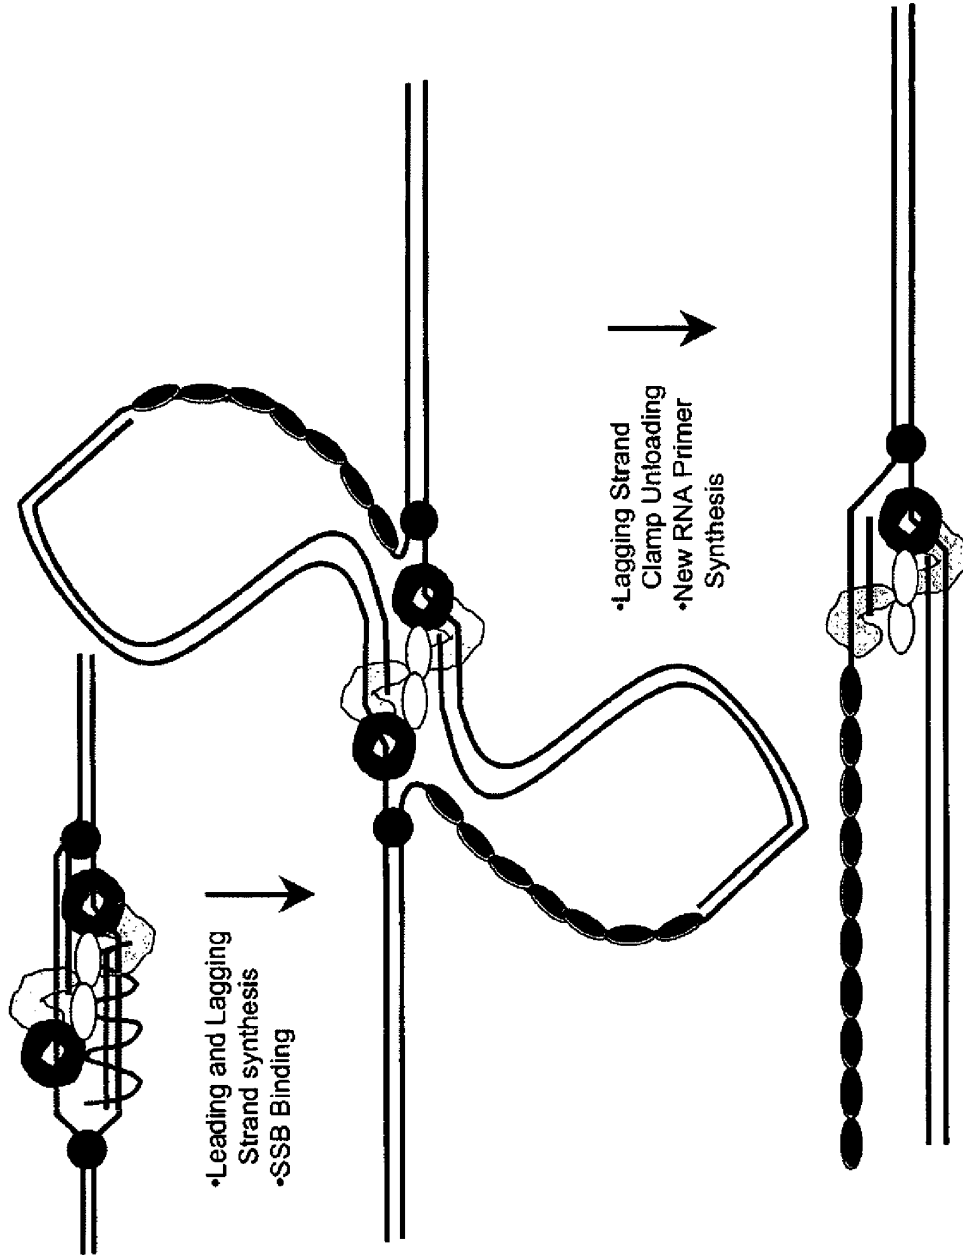 •Leading and Lagging
Strand synthesis
•SSB Binding
•Lagging Strand
Clamp Unloading
•New RNA Primer
Synthesis